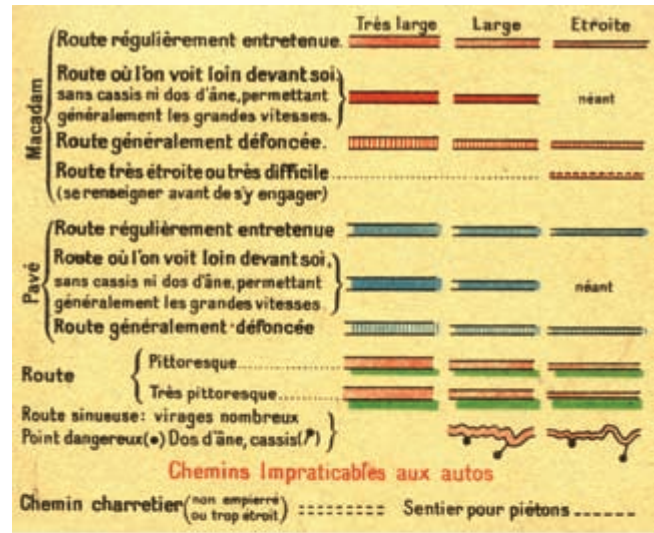 Très large Large Etroite
Macadam
Route régulièrement entretenue.
Route où l'on voit loin devant soi,
sans cassis ni dos d'âne, permettant
généralement les grandes vitesses.
néant
Route généralement défoncée.
Route très étroite ou très difficile
(se renseigner avant de s'y engager)
Pavé
Route régulièrement entretenue
Route où l'on voit loin devant soi,
sans cassis ni dos d'âne, permettant
généralement les grandes vitesses
néant
Route généralement défoncée
Route
Pittoresque
Très pittoresque
Route sinueuse: virages nombreux
Point dangereux(•) Dos d'âne, cassis( )
Chemins Impraticables aux autos
Chemin charretier (non empierré
ou trop étroit) Sentier pour piétons